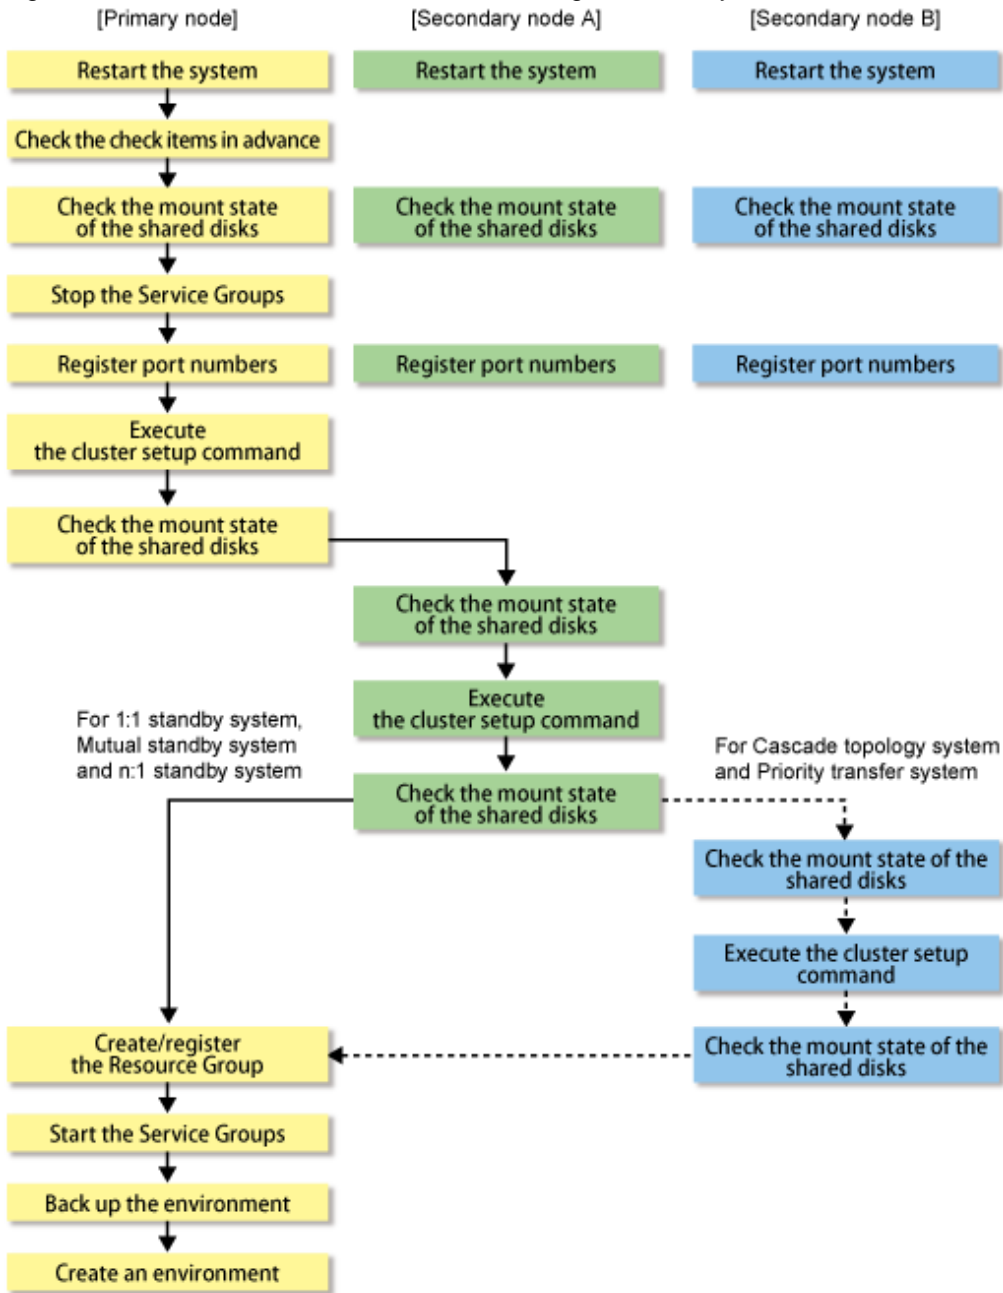 [Primary node]
[Secondary node A]
[Secondary node B]
Restart the system
Restart the system
Restart the system
Check the check items in advance
Check the mount state
of the shared disks
Check the mount state
of the shared disks
Check the mount state
of the shared disks
Stop the Service Groups
Register port numbers
Register port numbers
Register port numbers
Execute
the cluster setup command
Check the mount state
of the shared disks
Check the mount state
of the shared disks
Execute
the cluster setup command
For 1:1 standby system,
Mutual standby system
and n:1 standby system
For Cascade topology system
and Priority transfer system
Check the mount state
of the shared disks
Check the mount state of the
shared disks
Execute the cluster setup
command
Check the mount state of the
shared disks
Create/register
the Resource Group
Start the Service Groups
Back up the environment
Create an environment